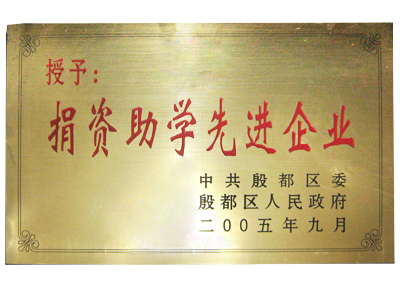 授予：
捐资助学先进企业
中共殷都区委
殷都区人民政府
二00五年九月